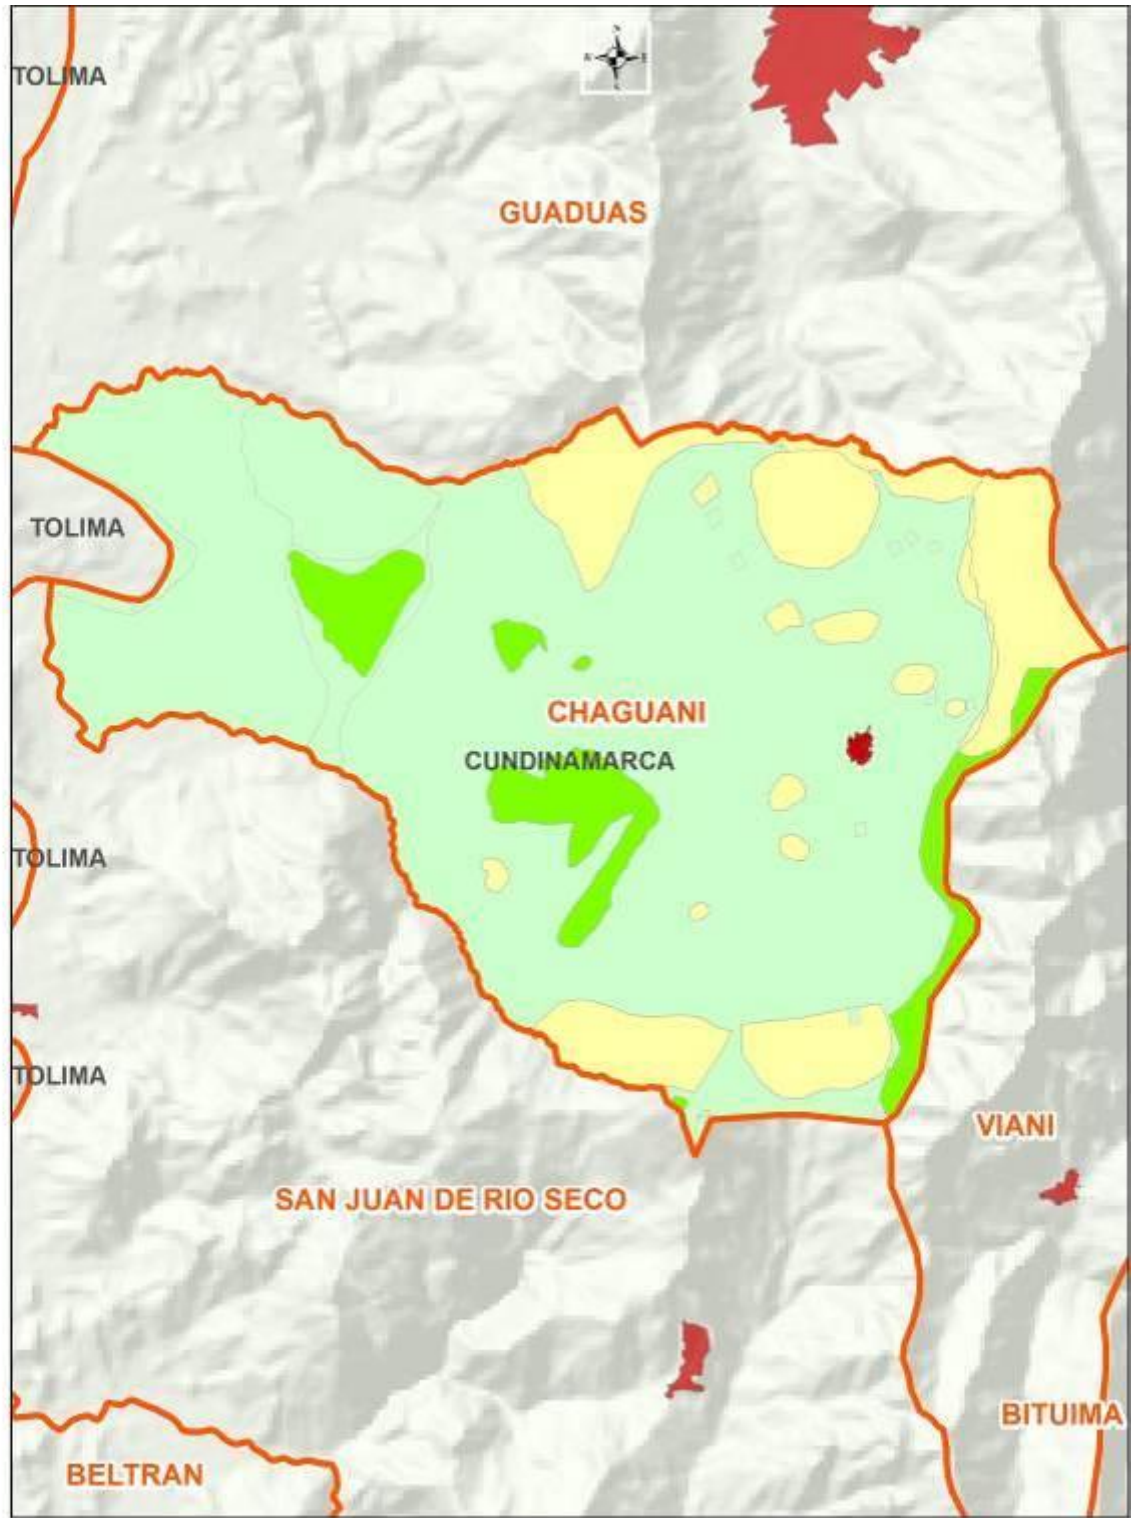 N
E
TOLIMA
GUADUAS
TOLIMA
CHAGUANI
CUNDINAMARCA
TOLIMA
TOLIMA
VIANI
SAN JUAN DE RIO SECO
BITUIMA
BELTRAN